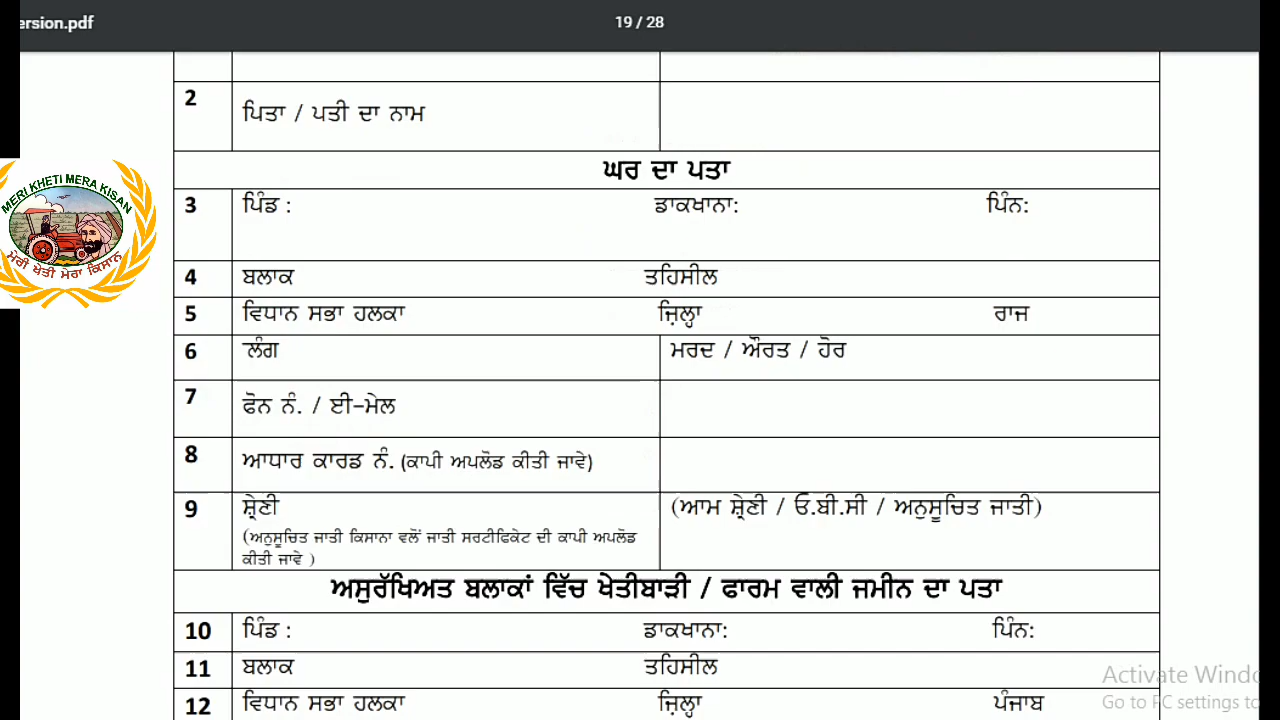 ersion.pdf
19 / 28
2 ਪਿਤਾ / ਪਤੀ ਦਾ ਨਾਮ
ਘਰ ਦਾ ਪਤਾ
3 ਪਿੰਡ : ਡਾਕਖਾਨਾ: ਪਿੰਨ:
MERI KHETI MERA KISAN
ਮੇਰੀ ਖੇਤੀ ਮੇਰਾ ਕਿਸਾਨ
4 ਬਲਾਕ ਤਹਿਸੀਲ
5 ਵਿਧਾਨ ਸਭਾ ਹਲਕਾ ਜ਼ਿਲ੍ਹਾ ਰਾਜ
6 ਲੰਗ ਮਰਦ / ਔਰਤ / ਹੋਰ
7 ਫੋਨ ਨੰ. / ਈ-ਮੇਲ
8 ਆਧਾਰ ਕਾਰਡ ਨੰ. (ਕਾਪੀ ਅਪਲੋਡ ਕੀਤੀ ਜਾਵੇ)
9 ਸ਼੍ਰੇਣੀ (ਆਮ ਸ਼੍ਰੇਣੀ / ਓ.ਬੀ.ਸੀ / ਅਨੁਸੂਚਿਤ ਜਾਤੀ)
(ਅਨੁਸੂਚਿਤ ਜਾਤੀ ਕਿਸਾਨਾ ਵਲੋਂ ਜਾਤੀ ਸਰਟੀਫਿਕੇਟ ਦੀ ਕਾਪੀ ਅਪਲੋਡ
ਕੀਤੀ ਜਾਵੇ )
ਅਸੁਰੱਖਿਅਤ ਬਲਾਕਾਂ ਵਿੱਚ ਖੇਤੀਬਾੜੀ / ਫਾਰਮ ਵਾਲੀ ਜਮੀਨ ਦਾ ਪਤਾ
10 ਪਿੰਡ : ਡਾਕਖਾਨਾ: ਪਿੰਨ:
11 ਬਲਾਕ ਤਹਿਸੀਲ
12 ਵਿਧਾਨ ਸਭਾ ਹਲਕਾ ਜ਼ਿਲ੍ਹਾ ਪੰਜਾਬ
Activate Windo
Go to PC settings to